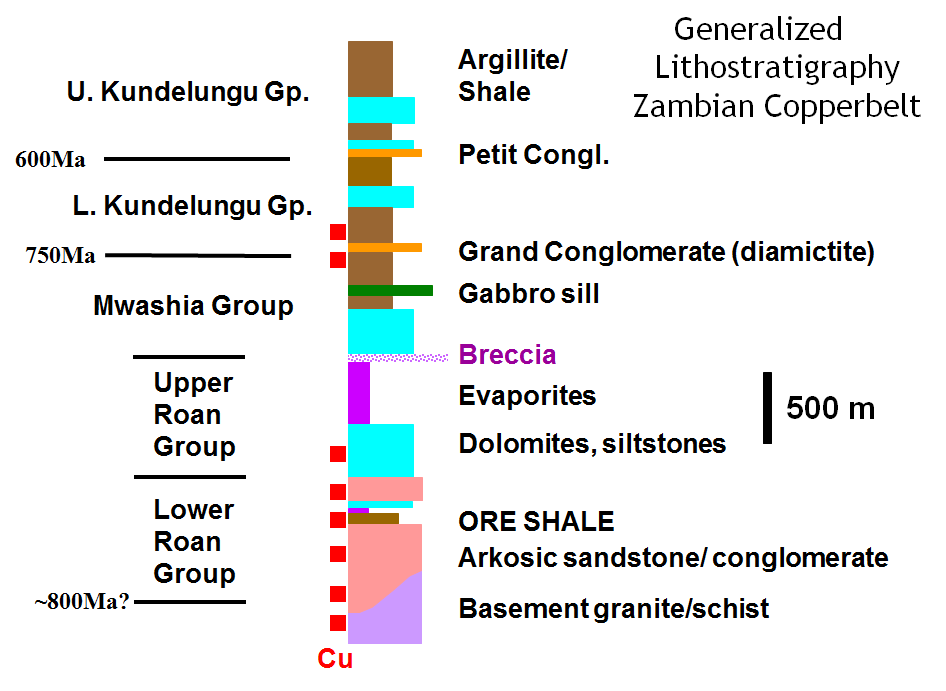 Generalized
Lithostratigraphy
Zambian Copperbelt
Argillite/
Shale
U. Kundelungu Gp.
600Ma
Petit Congl.
L. Kundelungu Gp.
750Ma
Grand Conglomerate (diamictite)
Gabbro sill
Mwashia Group
Breccia
Upper
Roan
Group
Evaporites
500 m
Dolomites, siltstones
Lower
Roan
Group
ORE SHALE
Arkosic sandstone/ conglomerate
~800Ma?
Basement granite/schist
Cu